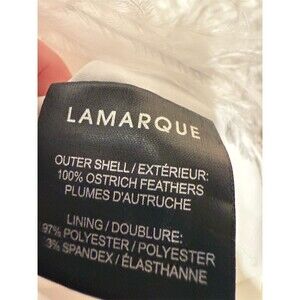 LAMARQUE
OUTER SHELL / EXTÉRIEUR:
100% OSTRICH FEATHERS
PLUMES D'AUTRUCHE
LINING / DOUBLURE:
97% POLYESTER / POLYESTER
3% SPANDEX / ÉLASTHANNE